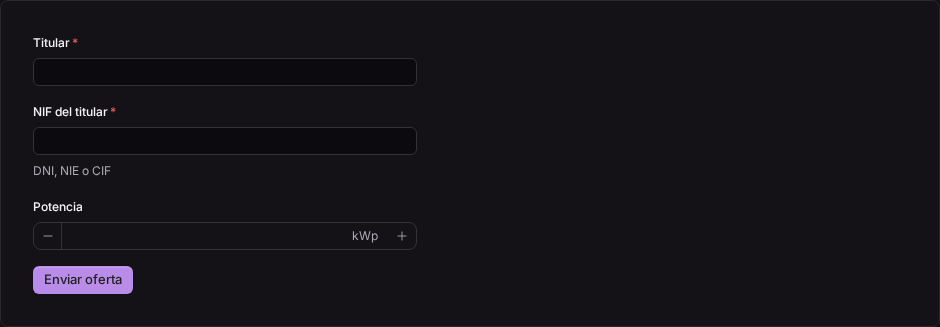 Titular *
NIF del titular *
DNI, NIE o CIF
Potencia
kWp
Enviar oferta